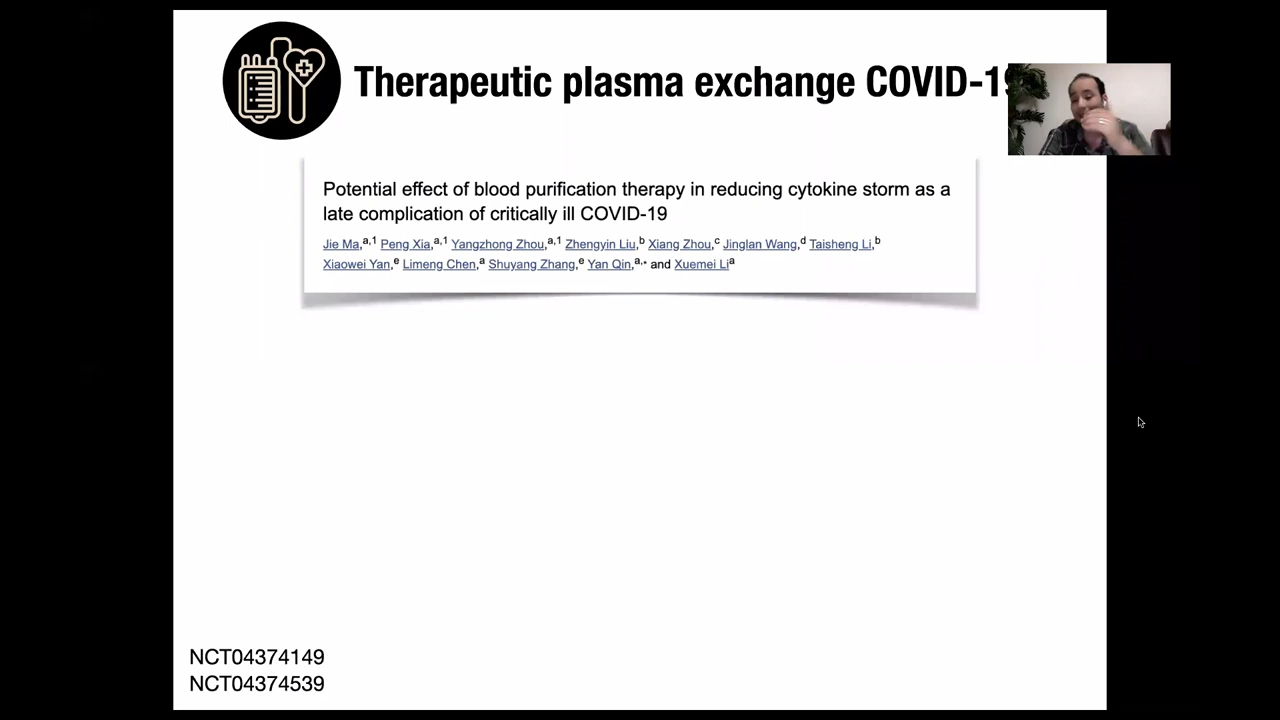 Therapeutic plasma exchange COVID-19
Potential effect of blood purification therapy in reducing cytokine storm as a
late complication of critically ill COVID-19
Jie Ma,a,1 Peng Xia,a,1 Yangzhong Zhou,a,1 Zhengyin Liu,b Xiang Zhou,c Jinglan Wang,d Taisheng Li,b
Xiaowei Yan,e Limeng Chen,a Shuyang Zhang,e Yan Qin,a,* and Xuemei Lia
NCT04374149
NCT04374539